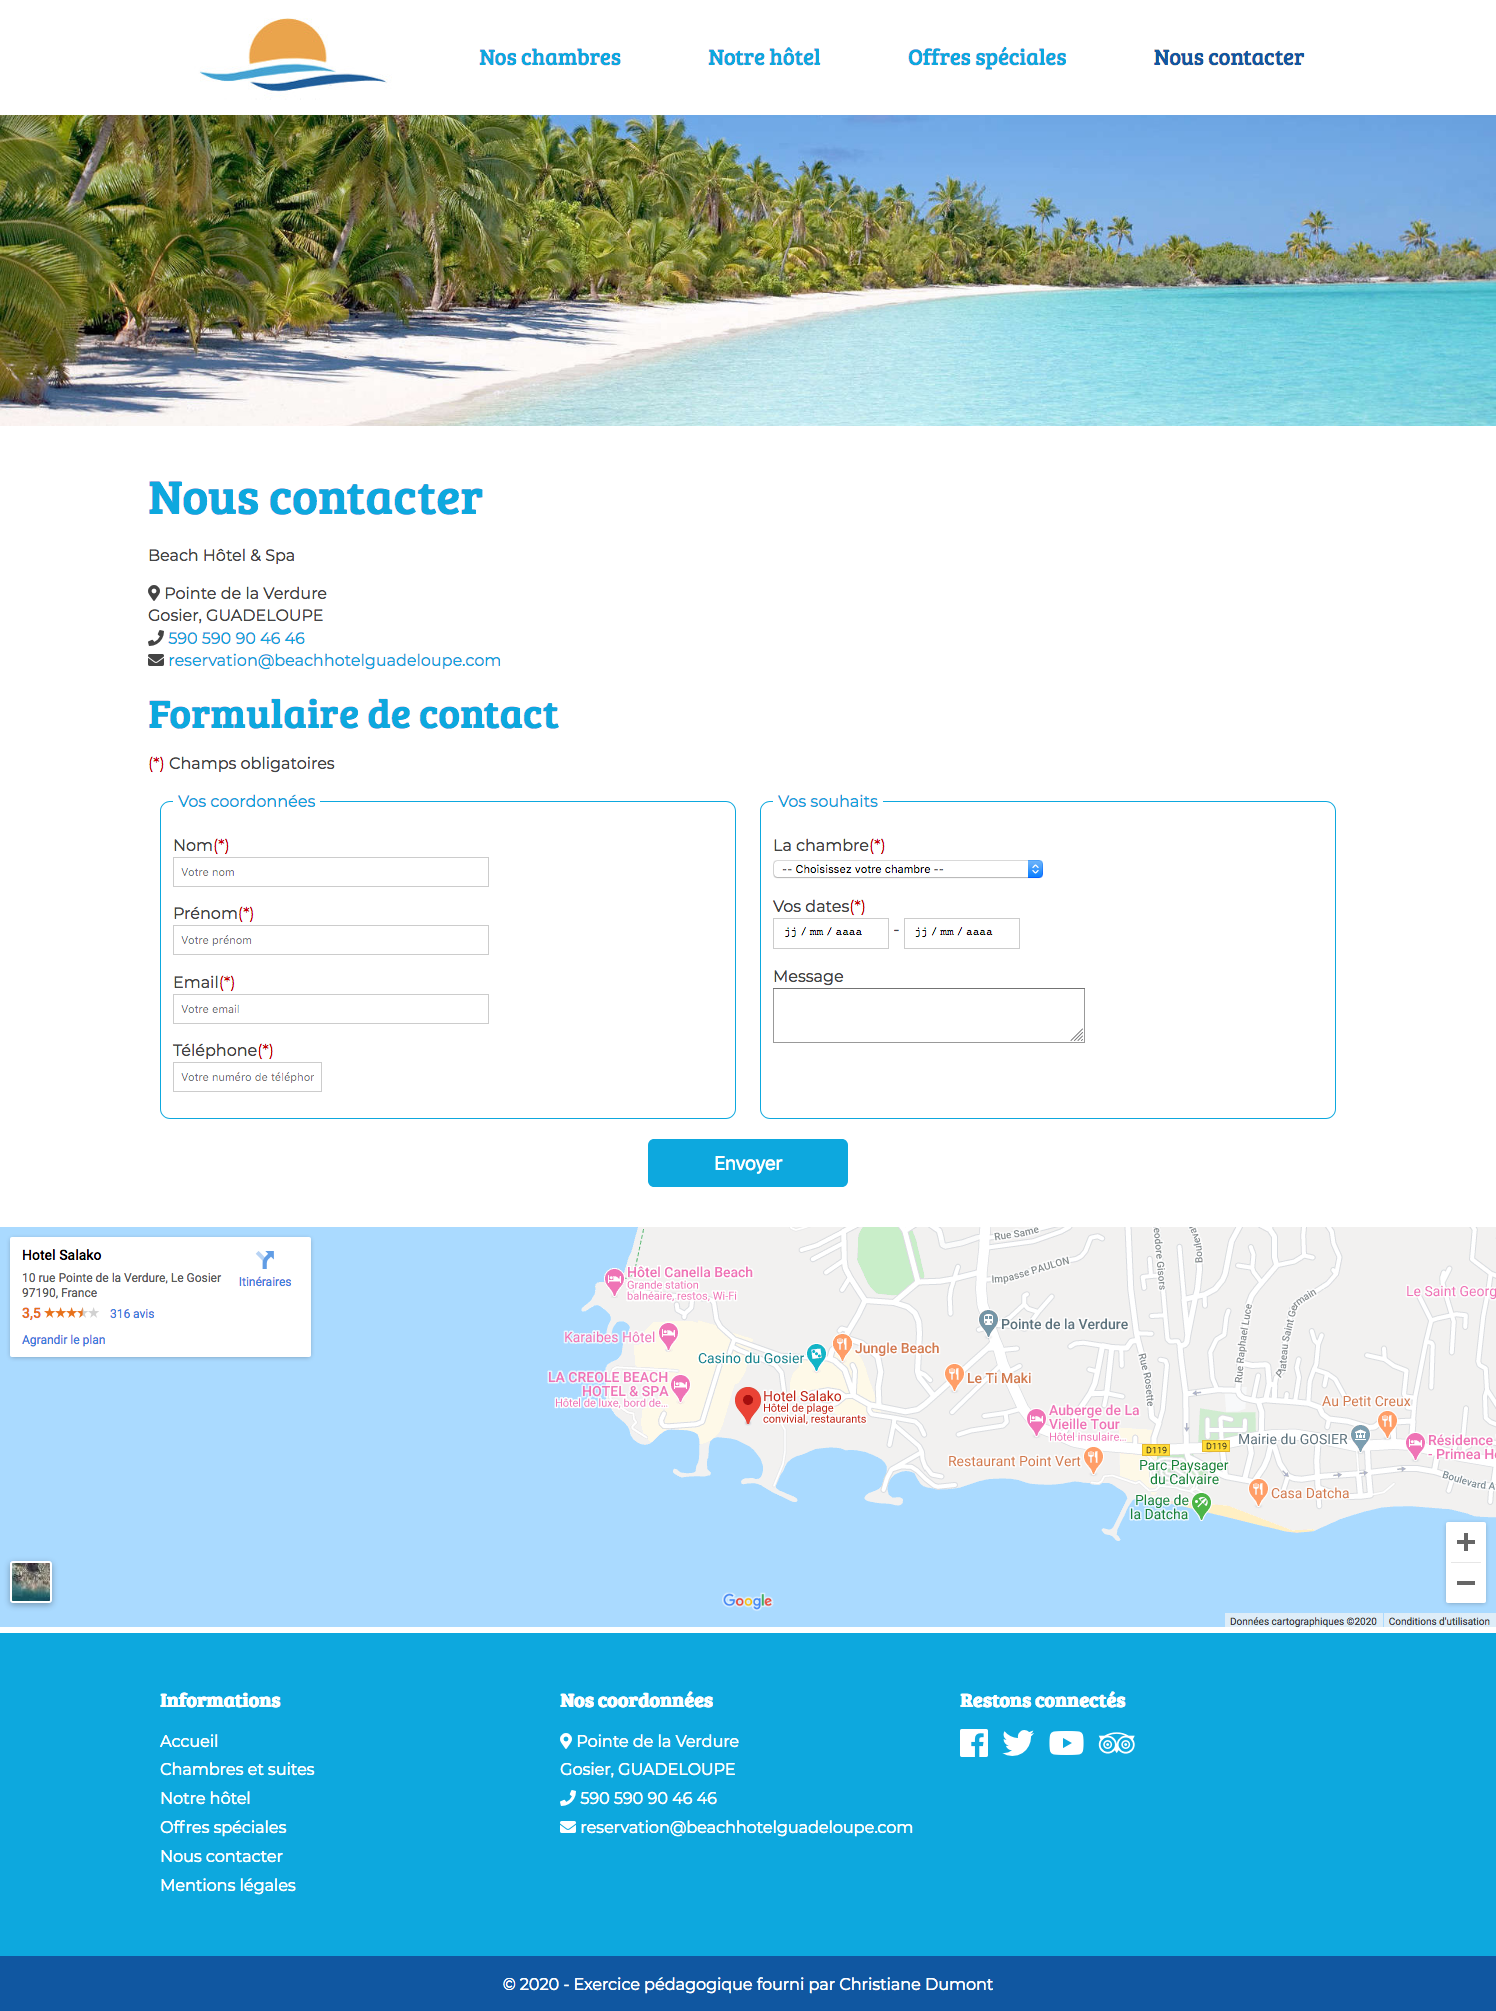 Nos chambres
Notre hôtel
Offres spéciales
Nous contacter
Nous contacter
Beach Hôtel & Spa
Pointe de la Verdure
Gosier, GUADELOUPE
590 590 90 46 46
reservation@beachhotelguadeloupe.com
Formulaire de contact
(*) Champs obligatoires
Vos coordonnées
Nom(*)
Votre nom
Prénom(*)
Votre prénom
Email(*)
Votre email
Téléphone(*)
Votre numéro de téléphor
Vos souhaits
La chambre(*)
-- Choisissez votre chambre --
Vos dates(*)
jj / mm / aaaa - jj / mm / aaaa
Message
Envoyer
Hotel Salako
10 rue Pointe de la Verdure, Le Gosier
97190, France
3,5 316 avis
Agrandir le plan
Itinéraires
Hôtel Canella Beach
Grande station
balnéaire, restos, Wi-Fi
Karaibes Hôtel
Casino du Gosier
Jungle Beach
LA CREOLE BEACH
HOTEL & SPA
Hôtel de luxe, bord de...
Hotel Salako
Hôtel de plage
convivial, restaurants
Rue Same
Impasse PAULON
Pointe de la Verdure
Le Ti Maki
Auberge de La
Vieille Tour
Hôtel insulaire...
Restaurant Point Vert
eodore Gisors
Boulevar
Rue Rosette
Rue Raphael Luce
Plateau Saint Germain
Le Saint Georg
Au Petit Creux
Mairie du GOSIER
Résidence
- Primea H
D119
D119
Parc Paysager
du Calvaire
Plage de
la Datcha
Casa Datcha
Boulevard A
Google
Données cartographiques ©2020
Conditions d'utilisation
Informations
Accueil
Chambres et suites
Notre hôtel
Offres spéciales
Nous contacter
Mentions légales
Nos coordonnées
Pointe de la Verdure
Gosier, GUADELOUPE
590 590 90 46 46
reservation@beachhotelguadeloupe.com
Restons connectés
© 2020 - Exercice pédagogique fourni par Christiane Dumont